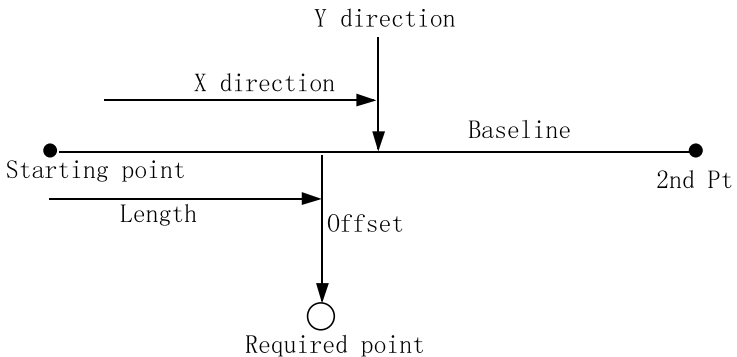 Y direction
X direction
Baseline
Starting point
2nd Pt
Length
Offset
Required point